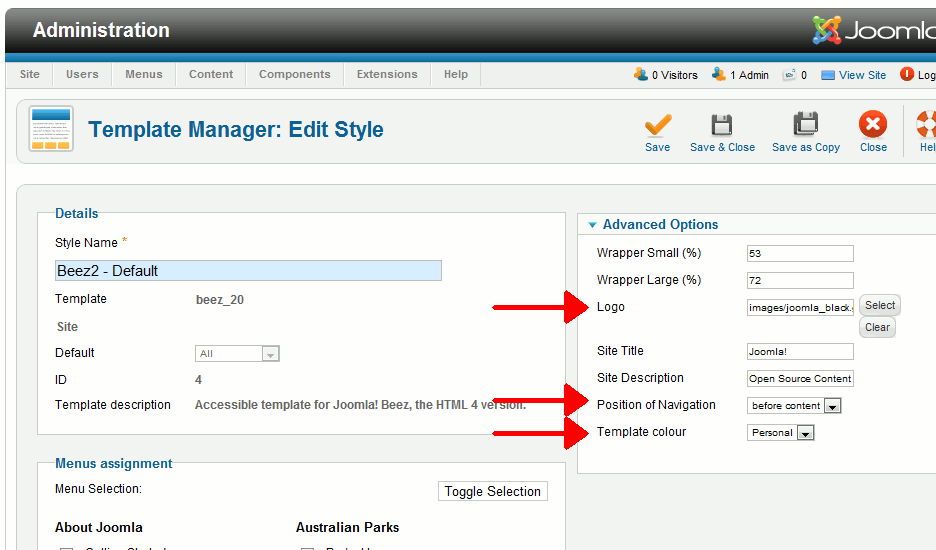 Administration
Joomla
Site Users Menus Content Components Extensions Help
0 Visitors 1 Admin 0 View Site Log
Template Manager: Edit Style
Save Save & Close Save as Copy Close Hel
Details
Style Name *
Beez2 - Default
Template beez_20
Site
Default All
ID 4
Template description Accessible template for Joomla! Beez, the HTML 4 version.
Advanced Options
Wrapper Small (%) 53
Wrapper Large (%) 72
Logo images/joomla_black. Select
Clear
Site Title Joomla!
Site Description Open Source Content
Position of Navigation before content
Template colour Personal
Menus assignment
Menu Selection: Toggle Selection
About Joomla Australian Parks